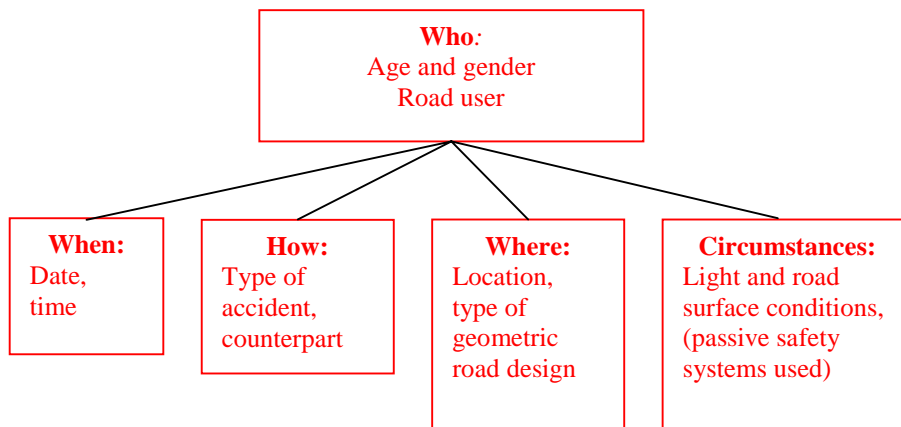 Who:
Age and gender
Road user
When:
Date,
time
How:
Type of
accident,
counterpart
Where:
Location,
type of
geometric
road design
Circumstances:
Light and road
surface conditions,
(passive safety
systems used)